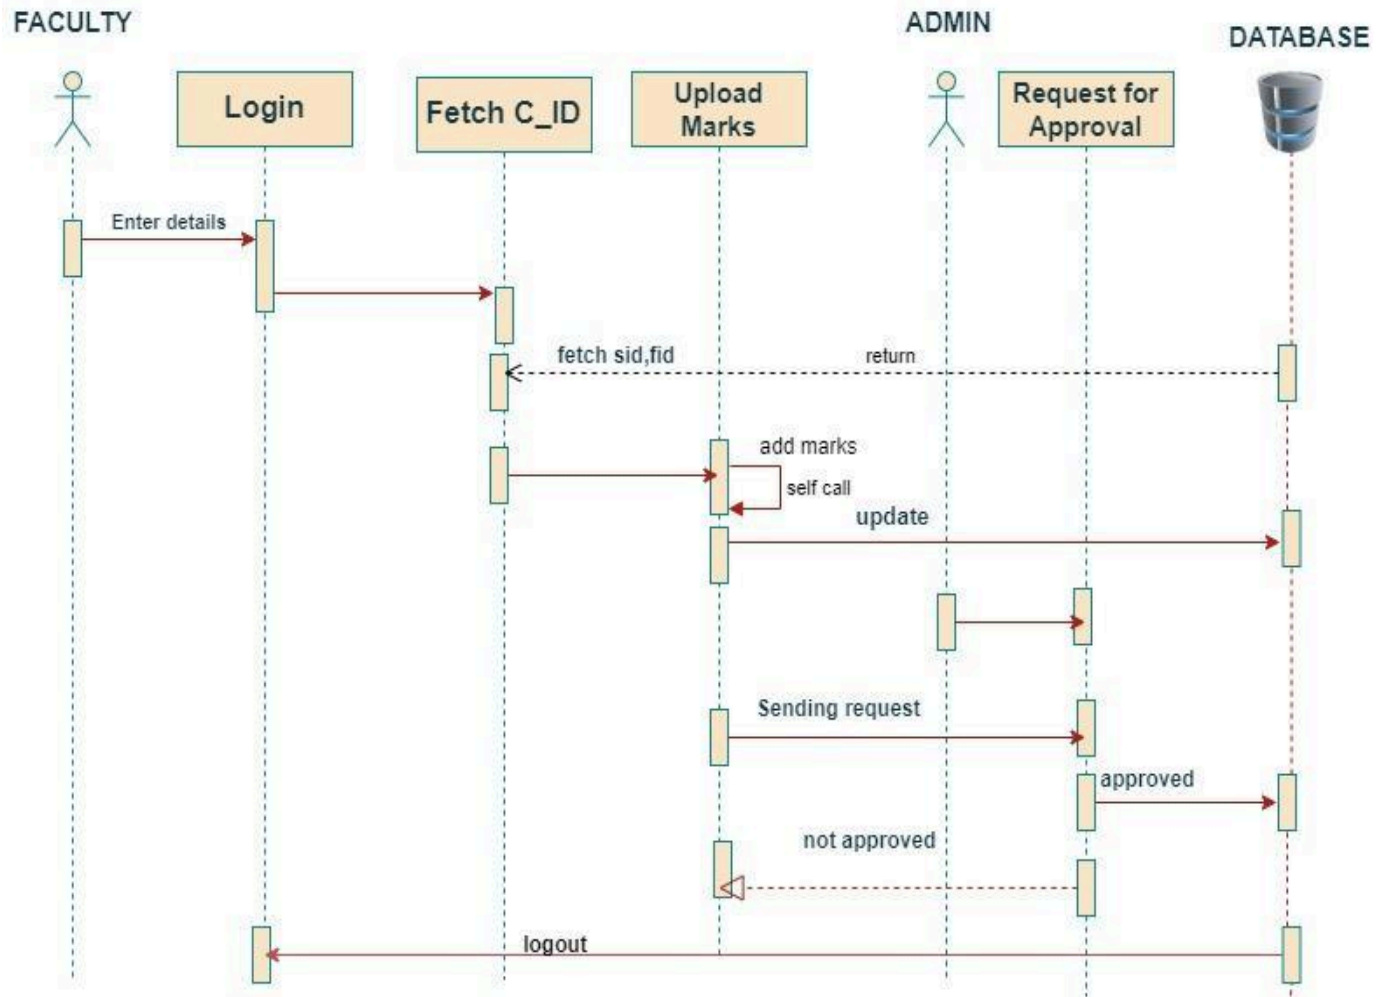 FACULTY
ADMIN
DATABASE
Login
Fetch C_ID
Upload
Marks
Request for
Approval
Enter details
fetch sid,fid
return
add marks
self call
update
Sending request
approved
not approved
logout